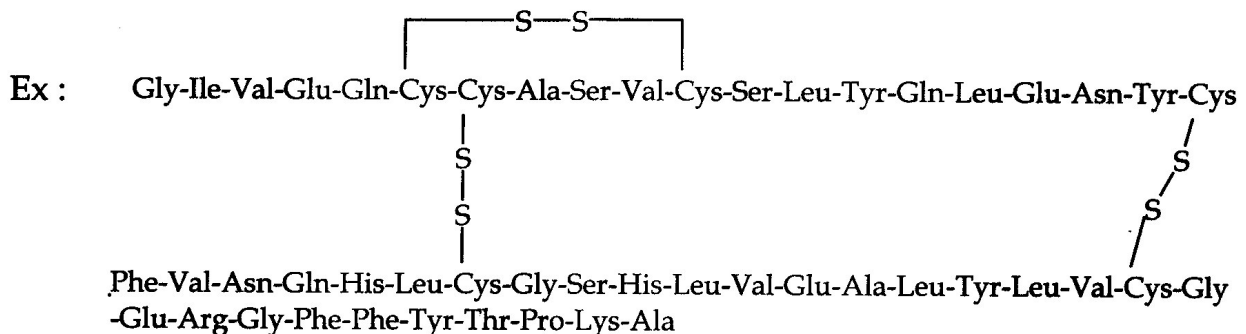 S—S
Ex : Gly-Ile-Val-Glu-Gln-Cys-Cys-Ala-Ser-Val-Cys-Ser-Leu-Tyr-Gln-Leu-Glu-Asn-Tyr-Cys
S
S
S
S
Phe-Val-Asn-Gln-His-Leu-Cys-Gly-Ser-His-Leu-Val-Glu-Ala-Leu-Tyr-Leu-Val-Cys-Gly
-Glu-Arg-Gly-Phe-Phe-Tyr-Thr-Pro-Lys-Ala